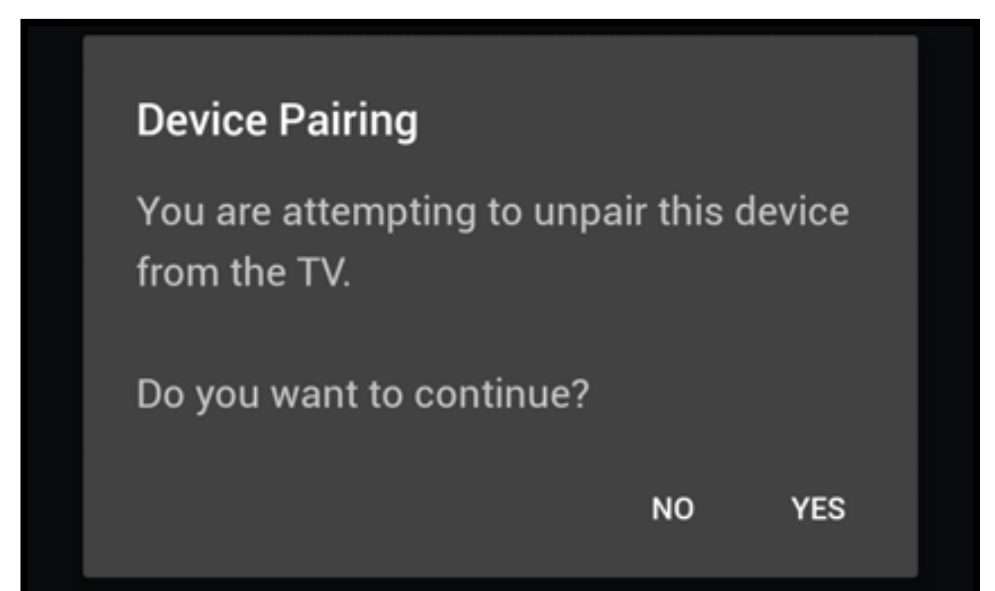 Device Pairing
You are attempting to unpair this device
from the TV.
Do you want to continue?
NO YES